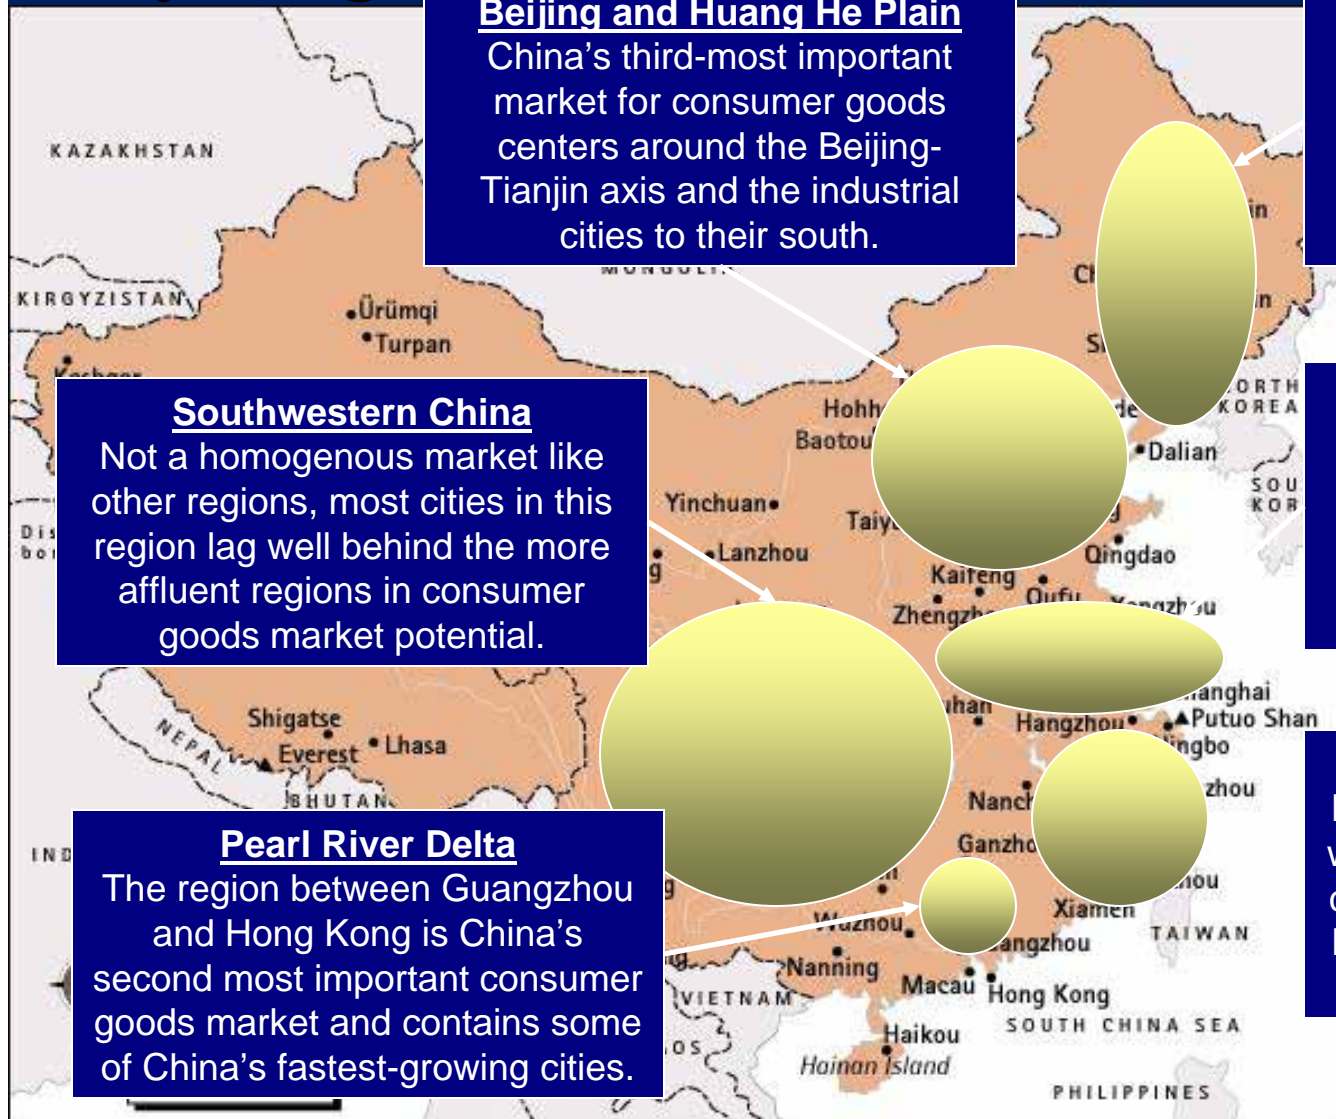 Beijing and Huang He Plain
China’s third-most important
market for consumer goods
centers around the Beijing-
Tianjin axis and the industrial
cities to their south.
KAZAKHSTAN
KIRGYZISTAN
Ürümqi
Turpan
Southwestern China
Not a homogenous market like
other regions, most cities in this
region lag well behind the more
affluent regions in consumer
goods market potential.
Yinchuan
Lanzhou
Dalian
Qingdao
Kaifeng
Qufu
NORTH
KOREA
Shigatse
Everest
Lhasa
NEPAL
BHUTAN
Hangzhou
Putuo Shan
Pearl River Delta
The region between Guangzhou
and Hong Kong is China’s
second most important consumer
goods market and contains some
of China’s fastest-growing cities.
Wuzhou
Xiamen
TAIWAN
Nanning
Macau
Hong Kong
VIETNAM
Haikou
SOUTH CHINA SEA
Hainan Island
PHILIPPINES